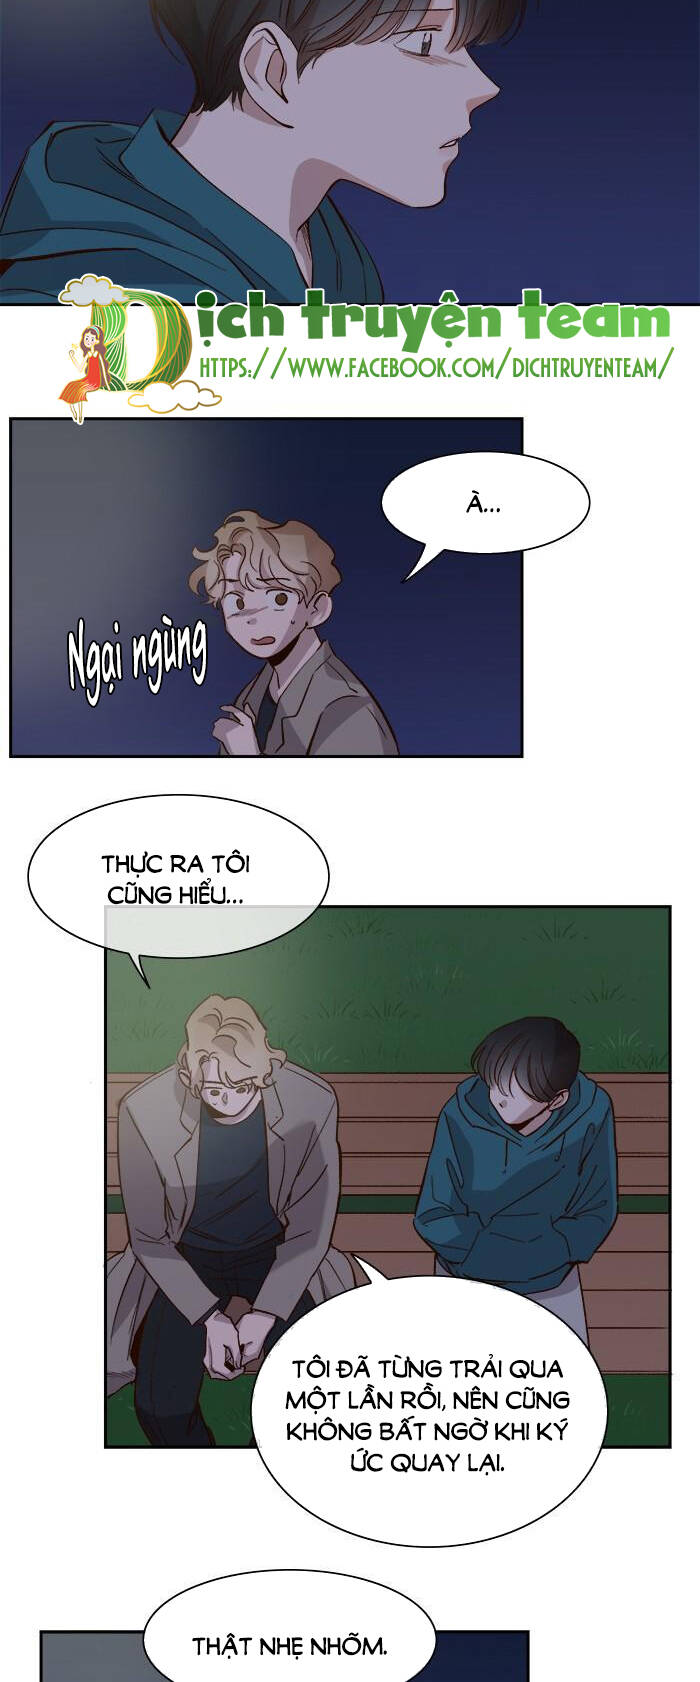 Dịch truyện team
HTTPS://WWW.FACEBOOK.COM/DICHTRUYENTEAM/
À...
Ngại ngùng
THỰC RA TÔI
CŨNG HIỂU...
TÔI ĐÃ TỪNG TRẢI QUA
MỘT LẦN RỒI, NÊN CŨNG
KHÔNG BẤT NGỜ KHI KÝ
ỨC QUAY LẠI.
THẬT NHẸ NHÕM.